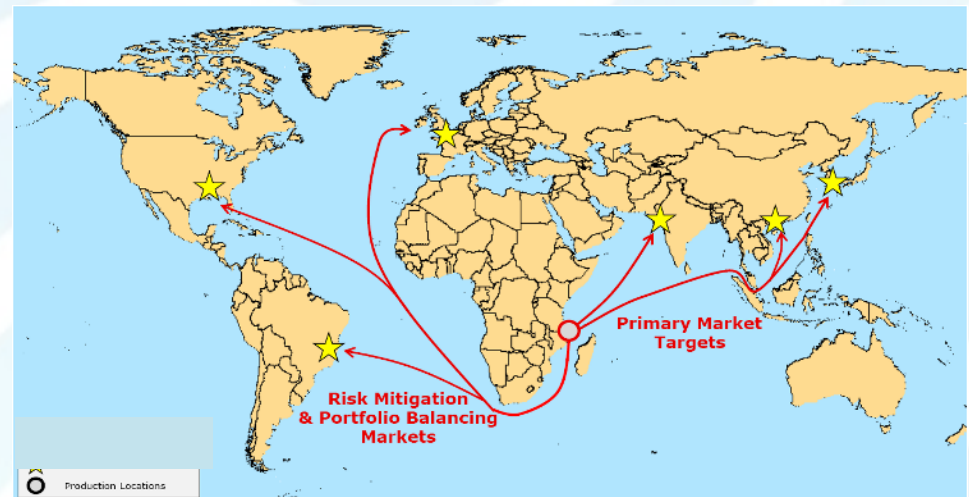 Primary Market
Targets
Risk Mitigation
& Portfolio Balancing
Markets
Production Locations